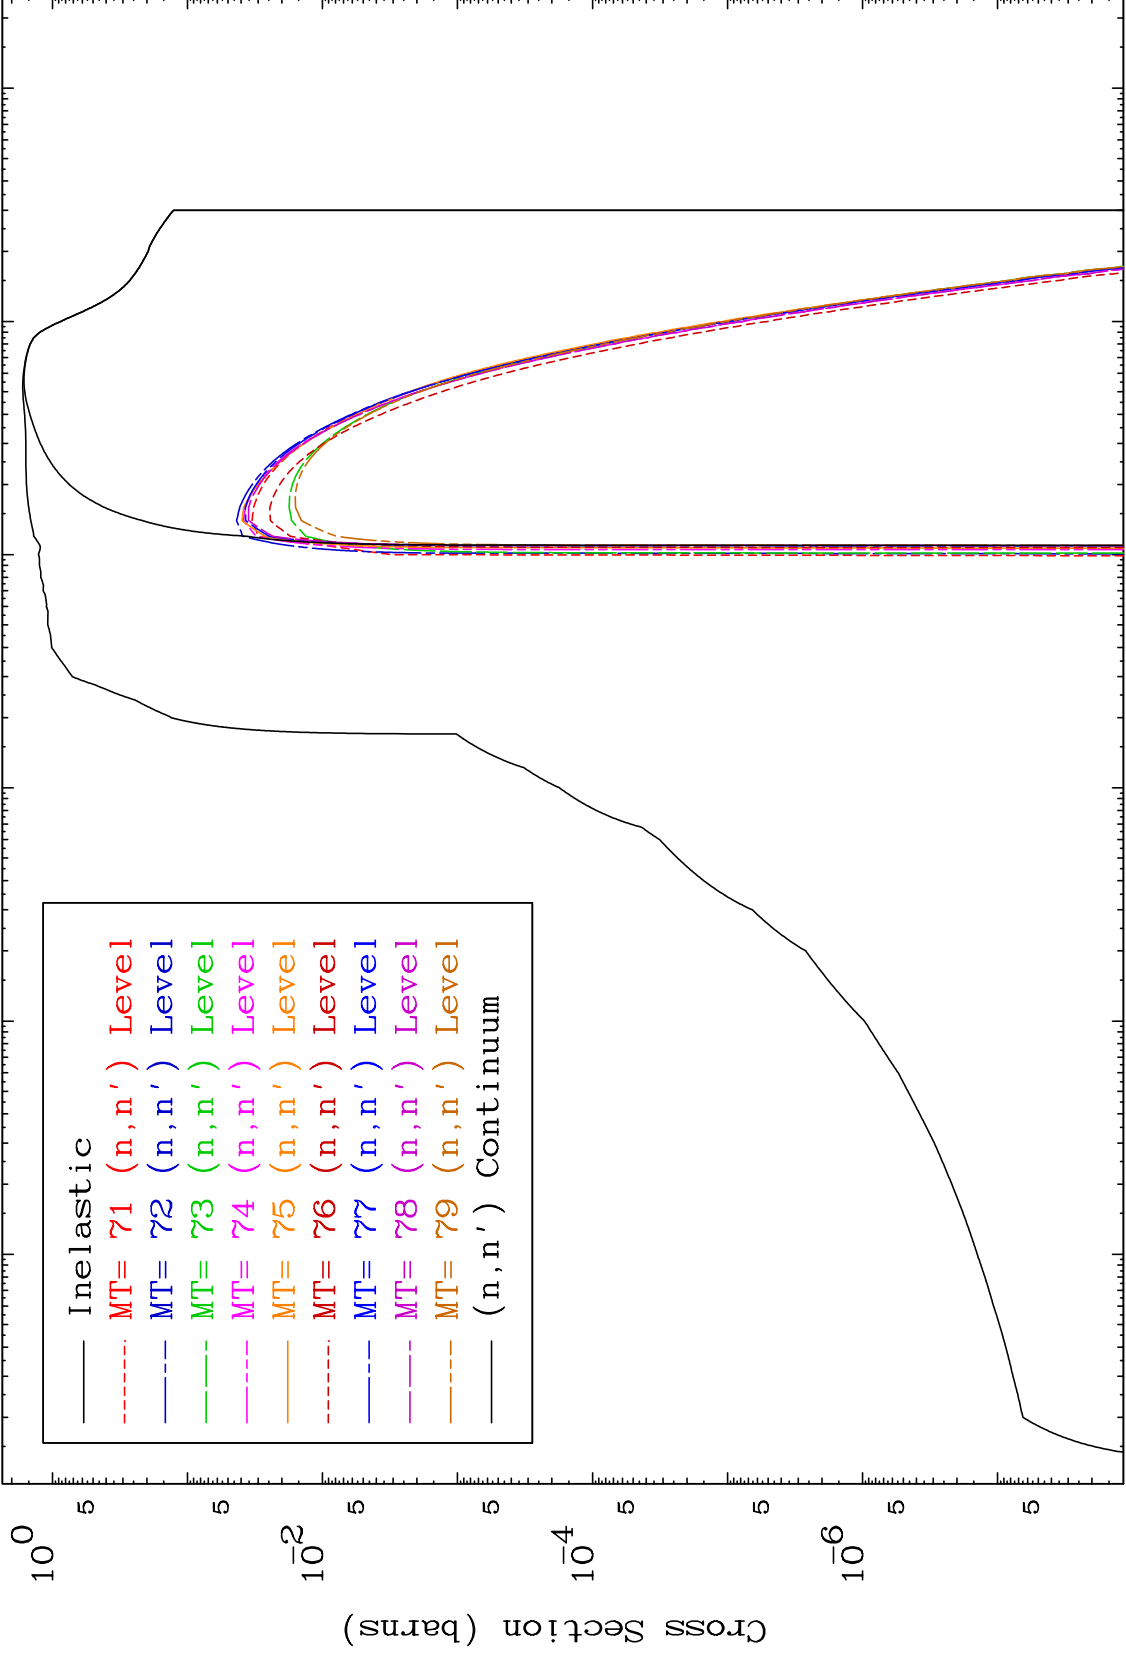 Cross Section (barns)
10 0
5
5
10 -2
5
5
10 -4
5
5
10 -6
5
5
Inelastic
MT= 71 (n,n') Level
MT= 72 (n,n') Level
MT= 73 (n,n') Level
MT= 74 (n,n') Level
MT= 75 (n,n') Level
MT= 76 (n,n') Level
MT= 77 (n,n') Level
MT= 78 (n,n') Level
MT= 79 (n,n') Level
(n,n') Continuum